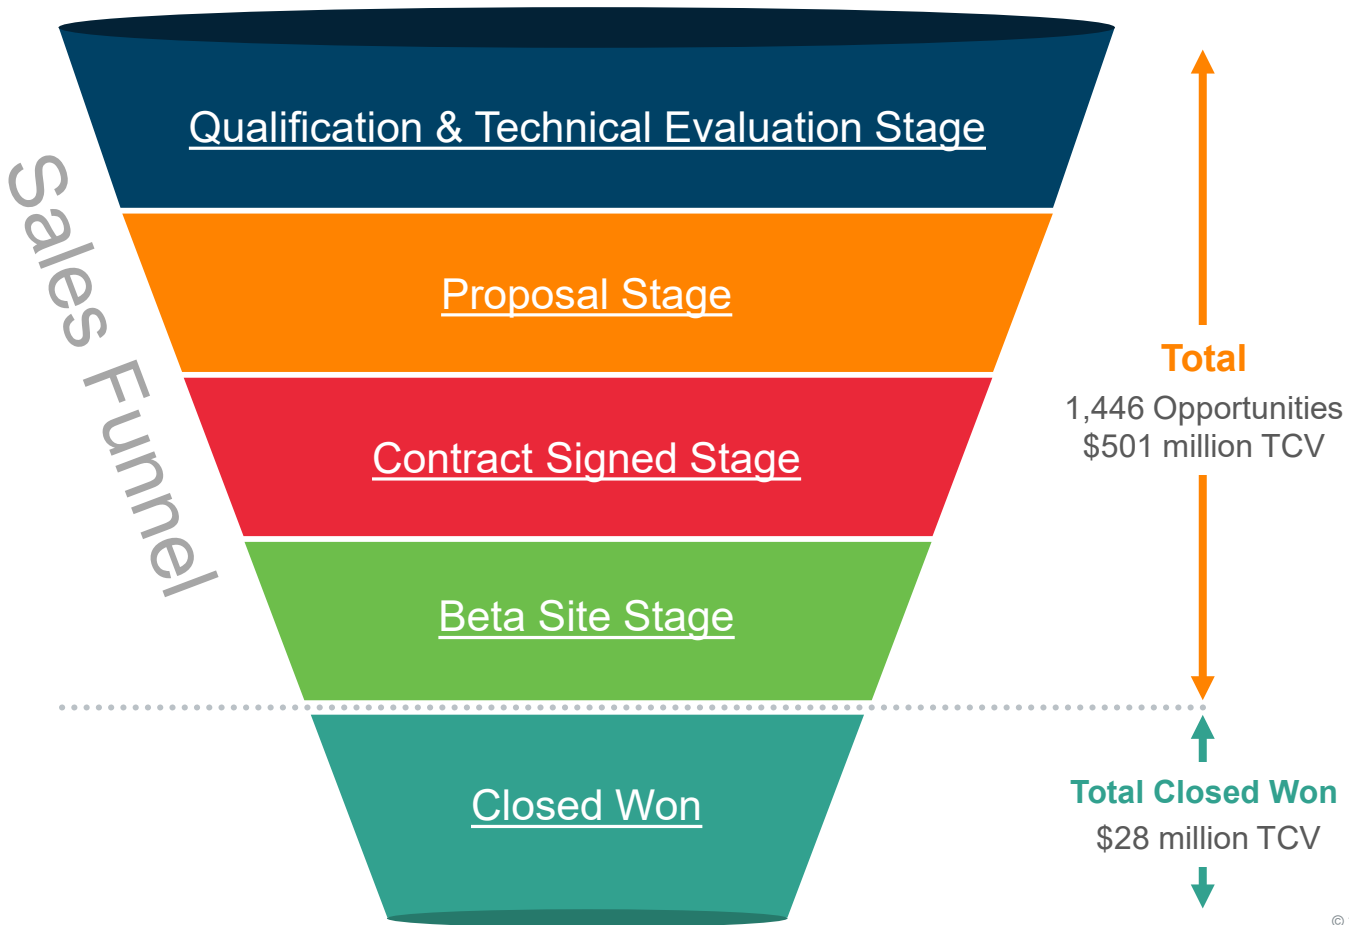 Sales Funnel
Qualification & Technical Evaluation Stage
Proposal Stage
Contract Signed Stage
Beta Site Stage
Closed Won
Total
1,446 Opportunities
$501 million TCV
Total Closed Won
$28 million TCV
©